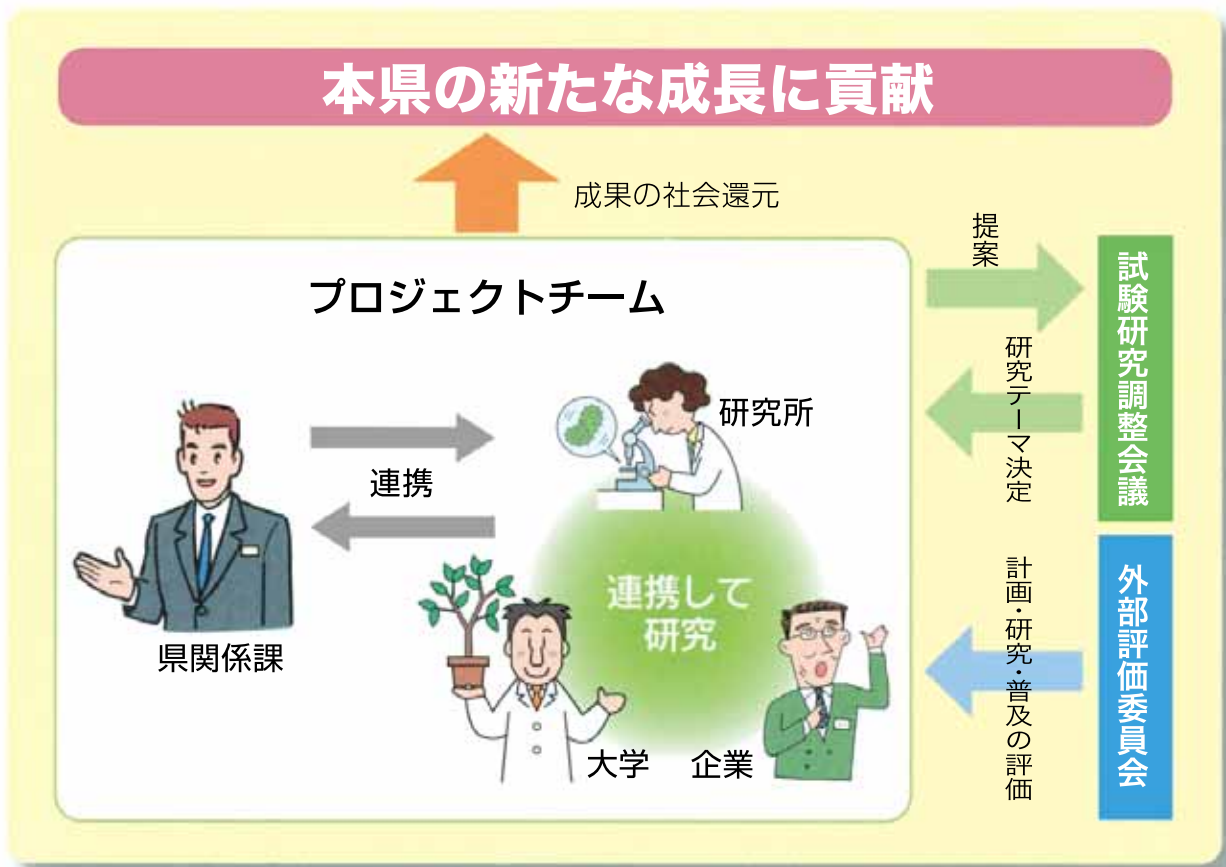 本県の新たな成長に貢献
成果の社会還元
プロジェクトチーム
研究所
連携
連携して
研究
県関係課
大学
企業
提案
研究テーマ決定
試験研究調整会議
計画・研究・普及の評価
外部評価委員会